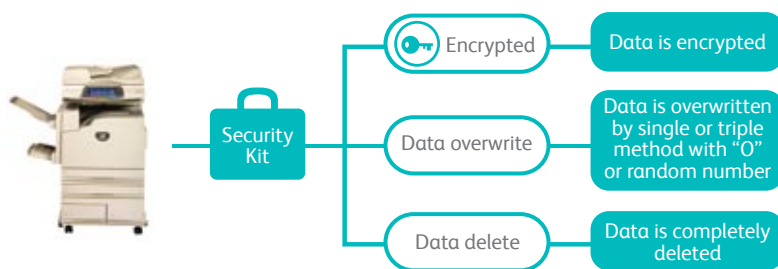 Encrypted
Data is encrypted
Security
Kit
Data overwrite
Data is overwritten
by single or triple
method with “O”
or random number
Data delete
Data is completely
deleted